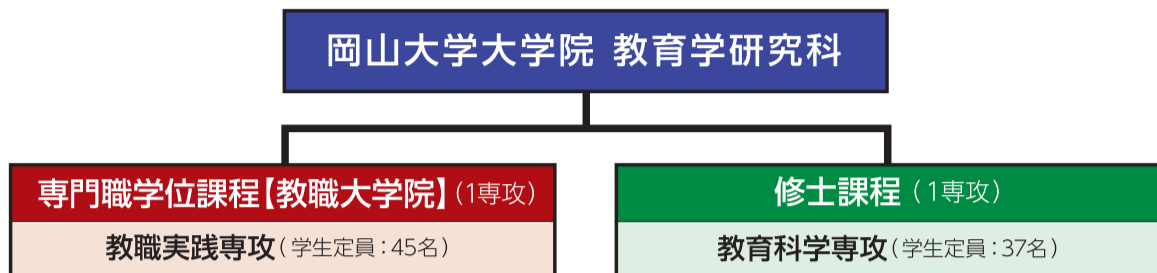 岡山大学大学院 教育学研究科
専門職学位課程【教職大学院】(1専攻)
教職実践専攻(学生定員:45名)
修士課程(1専攻)
教育科学専攻(学生定員:37名)